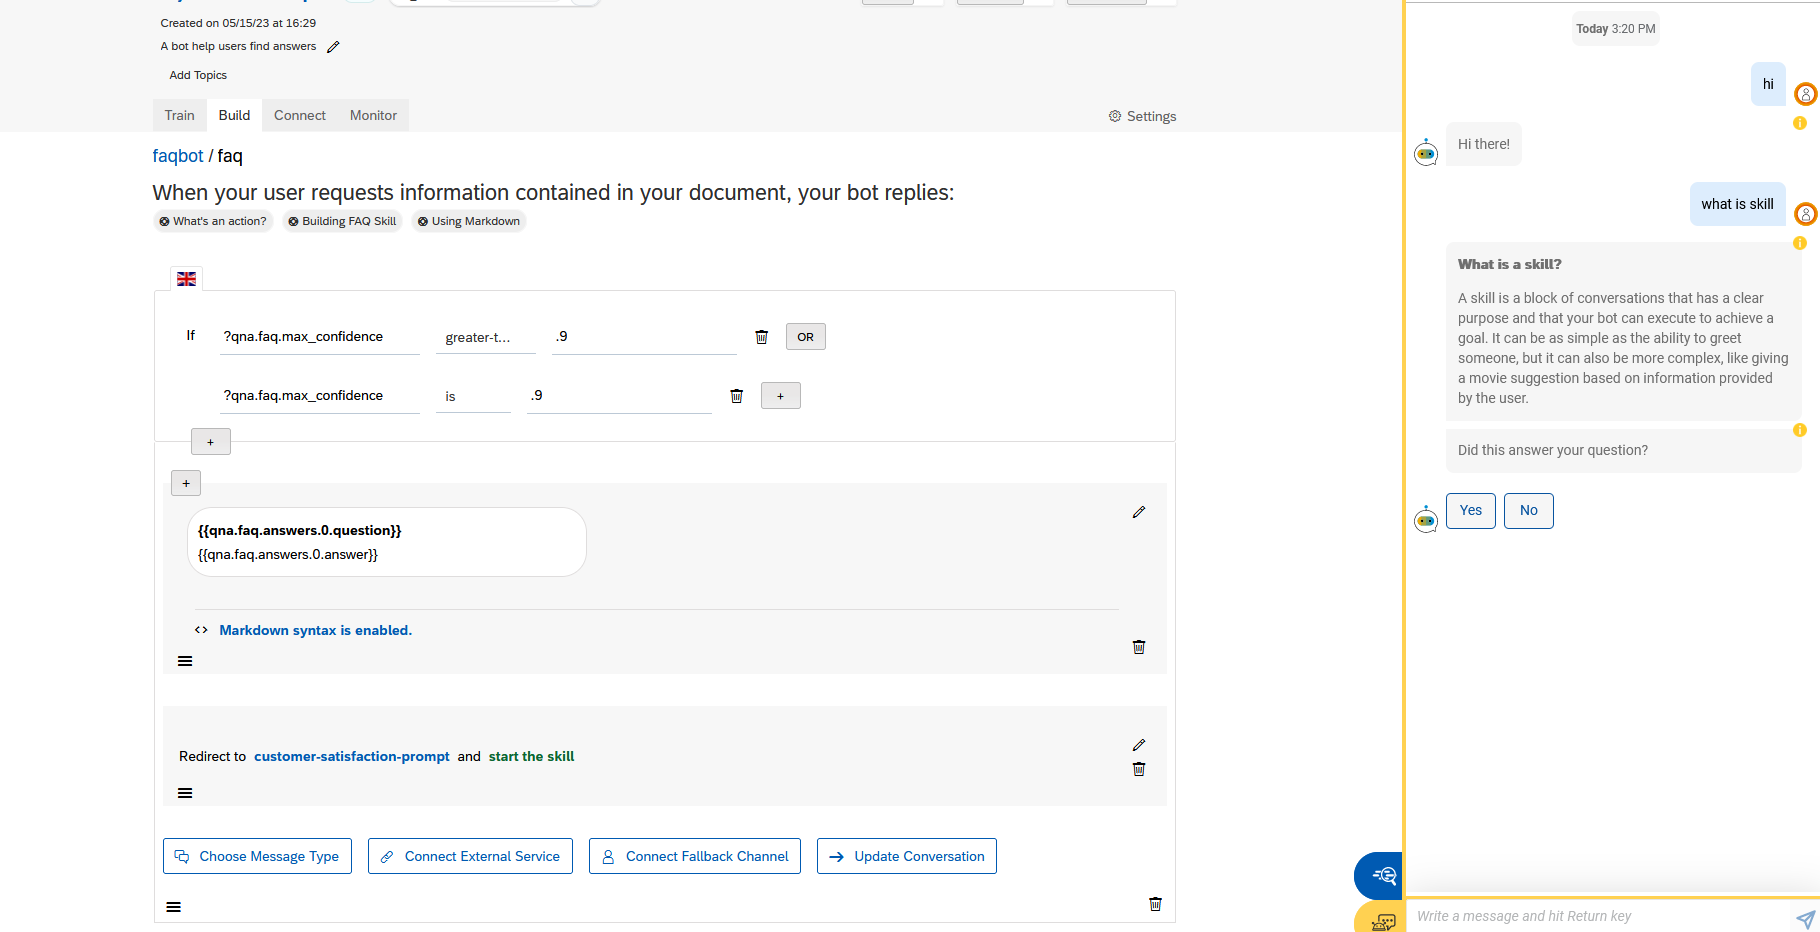 Created on 05/15/23 at 16:29
A bot help users find answers
Add Topics
Train Build Connect Monitor
Settings
faqbot / faq
When your user requests information contained in your document, your bot replies:
What's an action? Building FAQ Skill Using Markdown
If ?qna.faq.max_confidence greater-t... .9 OR
?qna.faq.max_confidence is .9 +
+
+
{{qna.faq.answers.0.question}}
{{qna.faq.answers.0.answer}}
<> Markdown syntax is enabled.
Redirect to customer-satisfaction-prompt and start the skill
Choose Message Type Connect External Service Connect Fallback Channel Update Conversation
Today 3:20 PM
hi
Hi there!
what is skill
What is a skill?
A skill is a block of conversations that has a clear
purpose and that your bot can execute to achieve a
goal. It can be as simple as the ability to greet
someone, but it can also be more complex, like giving
a movie suggestion based on information provided
by the user.
Did this answer your question?
Yes No
Write a message and hit Return key